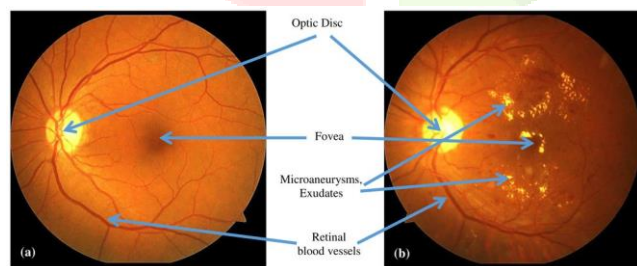 Optic Disc
Fovea
Microaneurysms,
Exudates
Retinal
blood vessels
(a)
(b)